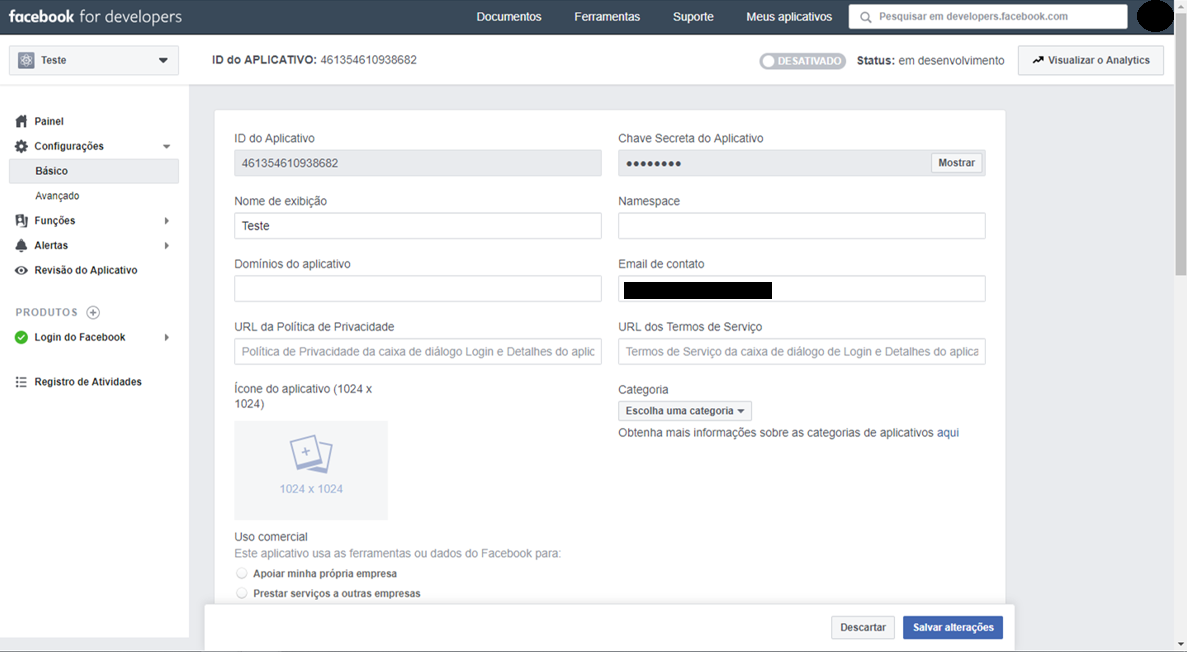 facebook for developers
Documentos
Ferramentas
Suporte
Meus aplicativos
Pesquisar em developers.facebook.com
Teste
ID do APLICATIVO: 461354610938682
DESATIVADO
Status: em desenvolvimento
Visualizar o Analytics
Painel
Configurações
Básico
Avançado
Funções
Alertas
Revisão do Aplicativo
PRODUTOS
Login do Facebook
Registro de Atividades
ID do Aplicativo
461354610938682
Chave Secreta do Aplicativo
●●●●●●●●
Mostrar
Nome de exibição
Teste
Namespace
Domínios do aplicativo
Email de contato
URL da Política de Privacidade
Política de Privacidade da caixa de diálogo Login e Detalhes do aplic
URL dos Termos de Serviço
Termos de Serviço da caixa de diálogo de Login e Detalhes do aplica
Ícone do aplicativo (1024 x
1024)
1024 x 1024
Categoria
Escolha uma categoria
Obtenha mais informações sobre as categorias de aplicativos aqui
Uso comercial
Este aplicativo usa as ferramentas ou dados do Facebook para:
Apoiar minha própria empresa
Prestar serviços a outras empresas
Descartar
Salvar alterações